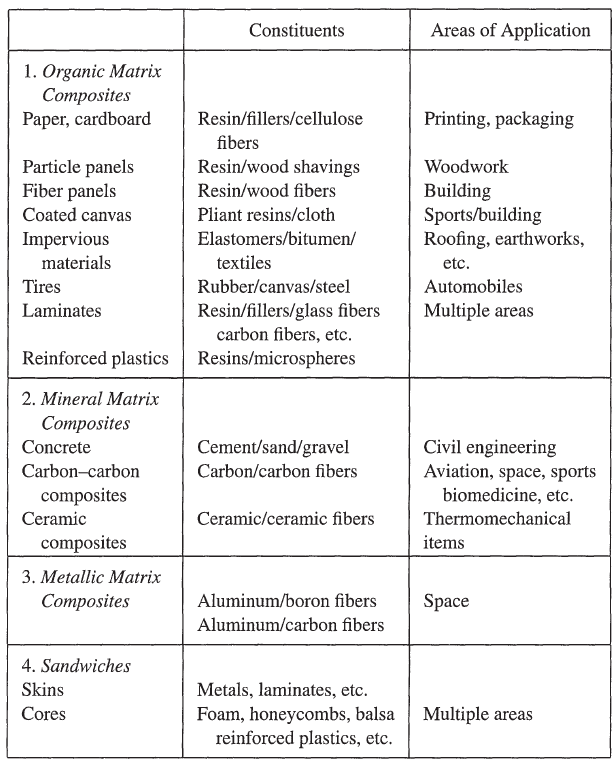 Constituents Areas of Application
1. Organic Matrix
Composites
Paper, cardboard Resin/fillers/cellulose Printing, packaging
fibers
Particle panels Resin/wood shavings Woodwork
Fiber panels Resin/wood fibers Building
Coated canvas Pliant resins/cloth Sports/building
Impervious Elastomers/bitumen/ Roofing, earthworks,
materials textiles etc.
Tires Rubber/canvas/steel Automobiles
Laminates Resin/fillers/glass fibers Multiple areas
carbon fibers, etc.
Reinforced plastics Resins/microspheres
2. Mineral Matrix
Composites
Concrete Cement/sand/gravel Civil engineering
Carbon–carbon Carbon/carbon fibers Aviation, space, sports
composites biomedicine, etc.
Ceramic Ceramic/ceramic fibers Thermomechanical
composites items
3. Metallic Matrix
Composites Aluminum/boron fibers Space
Aluminum/carbon fibers
4. Sandwiches
Skins Metals, laminates, etc.
Cores Foam, honeycombs, balsa Multiple areas
reinforced plastics, etc.